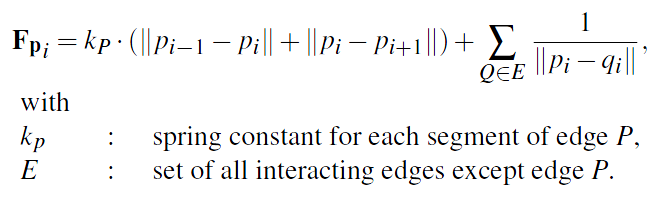 F_{p_i} = k_P · (‖p_{i−1} − p_i‖ + ‖p_i − p_{i+1}‖) + ∑_{Q∈E} 1/‖p_i − q_i‖,
with
k_p : spring constant for each segment of edge P,
E : set of all interacting edges except edge P.